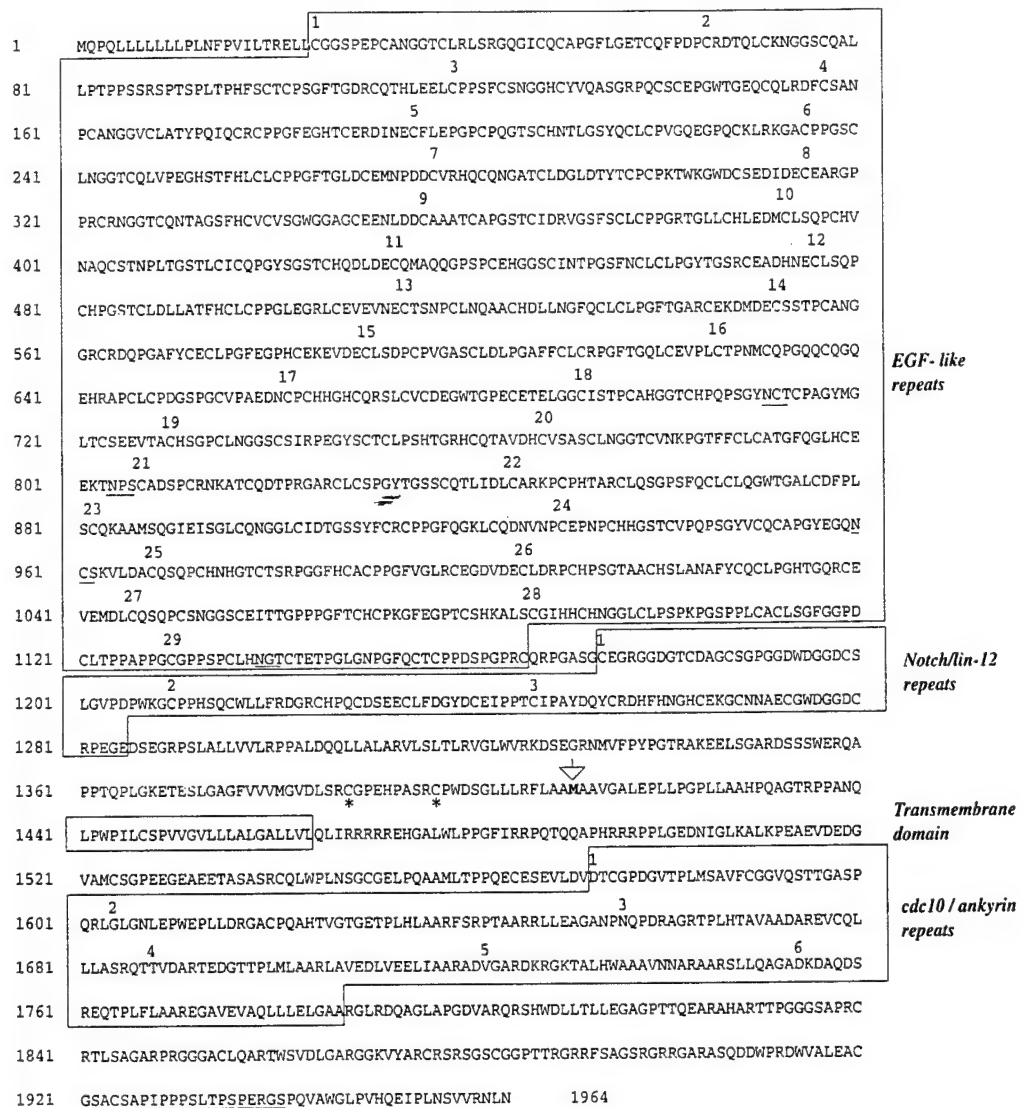 1 2
1 MQPQLLLLLLLPLNFPVILTRELLCGGSPEPCANGGTCLRLSRGQGICQCAPGFLGETCQFPDPCRDTQLCKNGGSCQAL
3 4
81 LPTPPSSRSPTSPLTPHFSCTCPSGFTGDRCQTHLEELCPPSFCSNGGHCYVQASGRPQCSCEPGWTGEQCQLRDFCSAN
5 6
161 PCANGGVCLATYPQIQCRCPPGFEGHTCERDINECFLEPGPCPQGTSCHNTLGSYQCLCPVGQEGPQCKLRKGACPPGSC
7 8
241 LNGGTCQLVPEGHSTFHLCLCPPGFTGLDCEMNPDDCVRHQCQNGATCLDGLDTYTCPCPKTWKGWDCSEDIDECEARGP
9 10
321 PRCRNGGTCQNTAGSFHCVCVSGWGGAGCEENLDDCAAATCAPGSTCIDRVGSFSCLCPPGRTGLLCHLEDMCLSQPCHV
11 12
401 NAQCSTNPLTGSTLCICQPGYSGSTCHQDLDECQMAQQGPSPCEHGGSCINTPGSFNCLCLPGYTGSRCEADHNECLSQP
13 14
481 CHPGSTCLDLLATFHCLCPPGLEGRLCEVEVNECTSNPCLNQAACHDLLNGFQCLCLPGFTGARCEKDMDECSSTPCANG
15 16
561 GRCRDQPGAFYCECLPGFEGPHCEKEVDECLSDPCPVGASCLDLPGAFFCLCRPGFTGQLCEVPLCTPNMCQPGQQCQGQ
EGF-like
repeats
17 18
641 EHRAPCLCPDGSPGCVPAEDNCPCHHGHCQRSLCVCDEGWTGPECETELGGCISTPCAHGGTCHPQPSGYNCTCPAGYMG
19 20
721 LTCSEEVTACHSGPCLNGGSCSIRPEGYSCTCLPSHTGRHCQTAVDHCVSASCLNGGTCVNKPGTFFCLCATGFQGLHCE
21 22
801 EKTNPSCADSPCRNKATCQDTPRGARCLCSPGYTGSSCQTLIDLCARKPCPHTARCLQSGPSFQCLCLQGWTGALCDFPL
23 24
881 SCQKAAMSQGIEISGLCQNGGLCIDTGSSYFCRCPPGFQGKLCQDNVNPCEPNPCHHGSTCVPQPSGYVCQCAPGYEGQN
25 26
961 CSKVLDACQSQPCHNHGTCTSRPGGFHCACPPGFVGLRCEGDVDECLDRPCHPSGTAACHSLANAFYCQCLPGHTGQRCE
27 28
1041 VEMDLCQSQPCSNGGSCEITTGPPPGFTCHCPKGFEGPTCSHKALSCGIHHCHNGGLCLPSPKPGSPPLCACLSGFGGPD
29 1
1121 CLTPPAPPGCGPPSPCLHNGTCTETPGLGNPGFQCTCPPDSPGPRCQRPGASGCEGRGGDGTCDAGCSGPGGDWDGGDCS
Notch/lin-12
repeats
2 3
1201 LGVPDPWKGCPPHSQCWLLFRDGRCHPQCDSEECLFDGYDCEIPPTCIPAYDQYCRDHFHNGHCEKGCNNAECGWDGGDC
1281 RPEGEDSEGRPSLALLVVLRPPALDQQLLALARVLSLTLRVGLWVRKDSEGRNMVFPYPGTRAKEELSGARDSSSWERQA
1361 PPTQPLGKETESLGAGFVVVMGVDLSRCGPEHPASRCPWDSGLLLRFLAAMAAVGALEPLLPGPLLAAHPQAGTRPPANQ
* *
1441 LPWPILCSPVVGVLLLALGALLVLQLIRRRRREHGALWLPPGFIRRPQTQQAPHRRRPPLGEDNIGLKALKPEAEVDEDG
Transmembrane
domain
1
1521 VAMCSGPEEGEAEETASASRCQLWPLNSGCGELPQAAMLTPPQECESEVLDVDTCGPDGVTPLMSAVFCGGVQSTTGASP
2 3
1601 QRLGLGNLEPWEPLLDRGACPQAHTVGTGETPLHLAARFSRPTAARRLLEAGANPNQPDRAGRTPLHTAVAADAREVCQL
cdc10 / ankyrin
repeats
4 5 6
1681 LLASRQTTVDARTEDGTTPLMLAARLAVEDLVEELIAARADVGARDKRGKTALHWAAAVNNARAARSLLQAGADKDAQDS
1761 REQTPLFLAAREGAVEVAQLLLELGAARGLRDQAGLAPGDVARQRSHWDLLTLLEGAGPTTQEARAHARTTPGGGSAPRC
1841 RTLSAGARPRGGGACLQARTWSVDLGARGGKVYARCRSRSGSCGGPTTRGRRFSAGSRGRRGARASQDDWPRDWVALEAC
1921 GSACSAPIPPPSLTPSPERGSPQVAWGLPVHQEIPLNSVVRNLN 1964